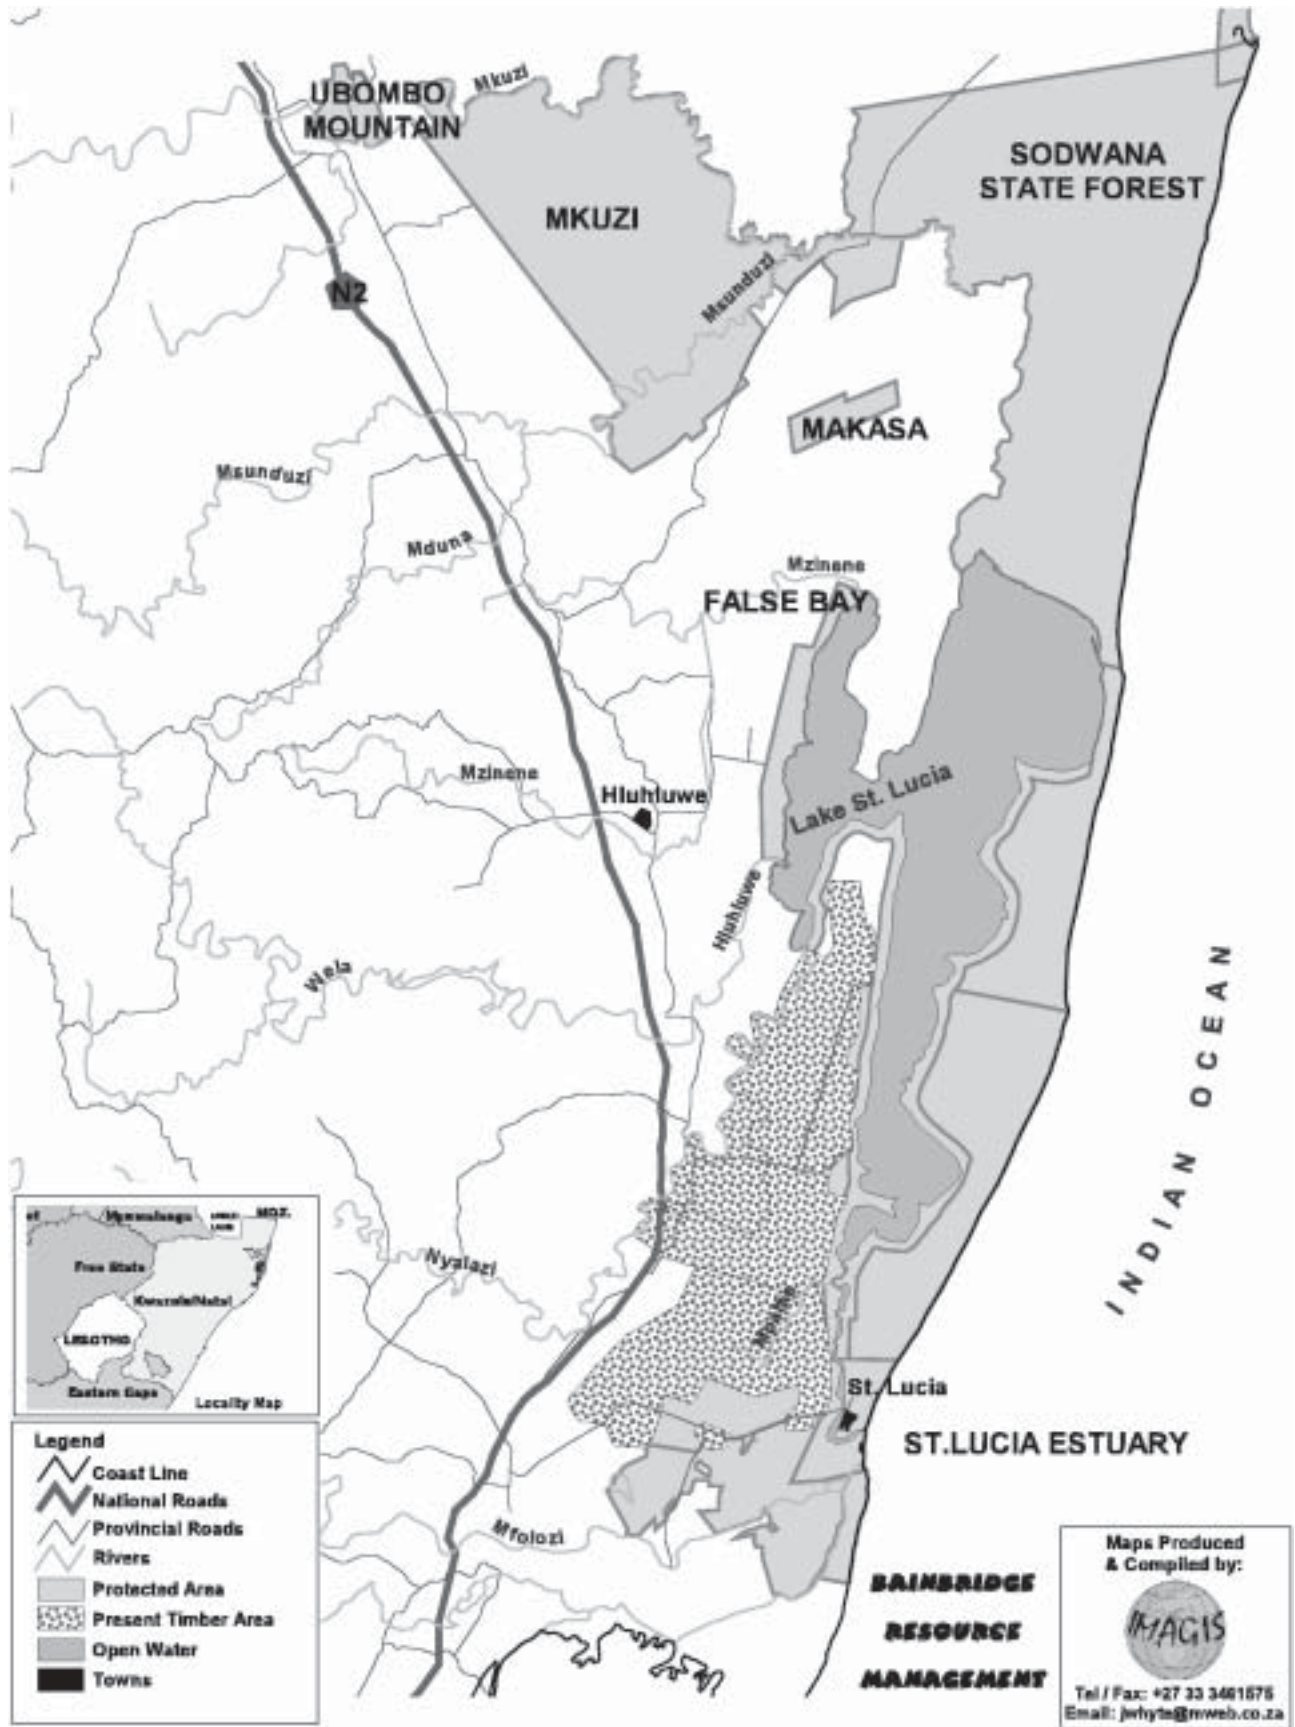 Mkuzi
UBOMBO
MOUNTAIN
SODWANA
STATE FOREST
MKUZI
Msunduzi
N2
MAKASA
Msunduzi
Mduna
Mzinene
FALSE BAY
Mzinene
Hluhluwe
Lake St. Lucia
Hluhluwe
Wela
INDIAN OCEAN
Nyalazi
Mpumalanga
MOZ.
Free State
Kwazulu/Natal
LESOTHO
Eastern Cape
Locality Map
Mpathe
St. Lucia
ST.LUCIA ESTUARY
Mfolozi
Legend
Coast Line
National Roads
Provincial Roads
Rivers
Protected Area
Present Timber Area
Open Water
Towns
BAINBRIDGE
RESOURCE
MANAGEMENT
Maps Produced
& Compiled by:
IMAGIS
Tel / Fax: +27 33 3461575
Email: jwhyte@mweb.co.za